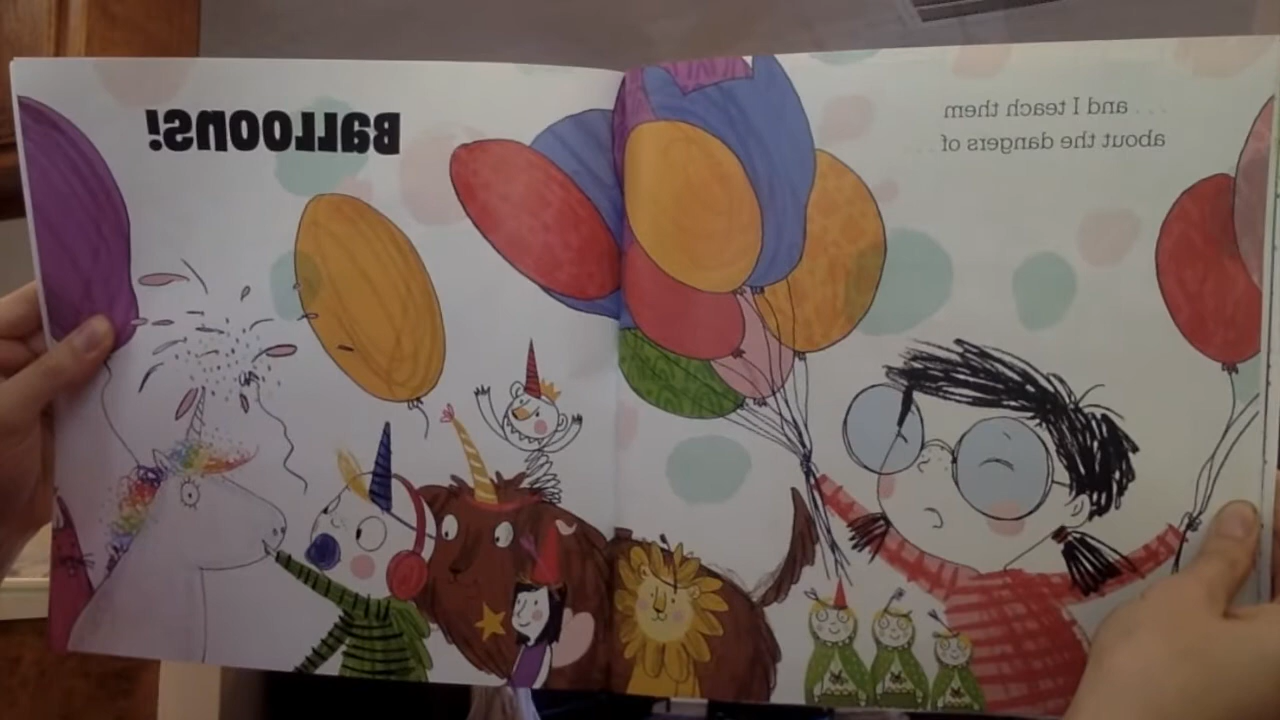 . . . and I teach them
about the dangers of . . .
BaLLOONS!